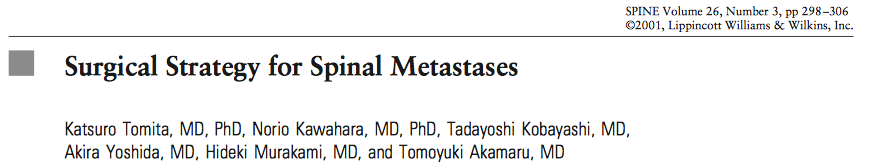 SPINE Volume 26, Number 3, pp 298–306
©2001, Lippincott Williams & Wilkins, Inc.
Surgical Strategy for Spinal Metastases
Katsuro Tomita, MD, PhD, Norio Kawahara, MD, PhD, Tadayoshi Kobayashi, MD,
Akira Yoshida, MD, Hideki Murakami, MD, and Tomoyuki Akamaru, MD